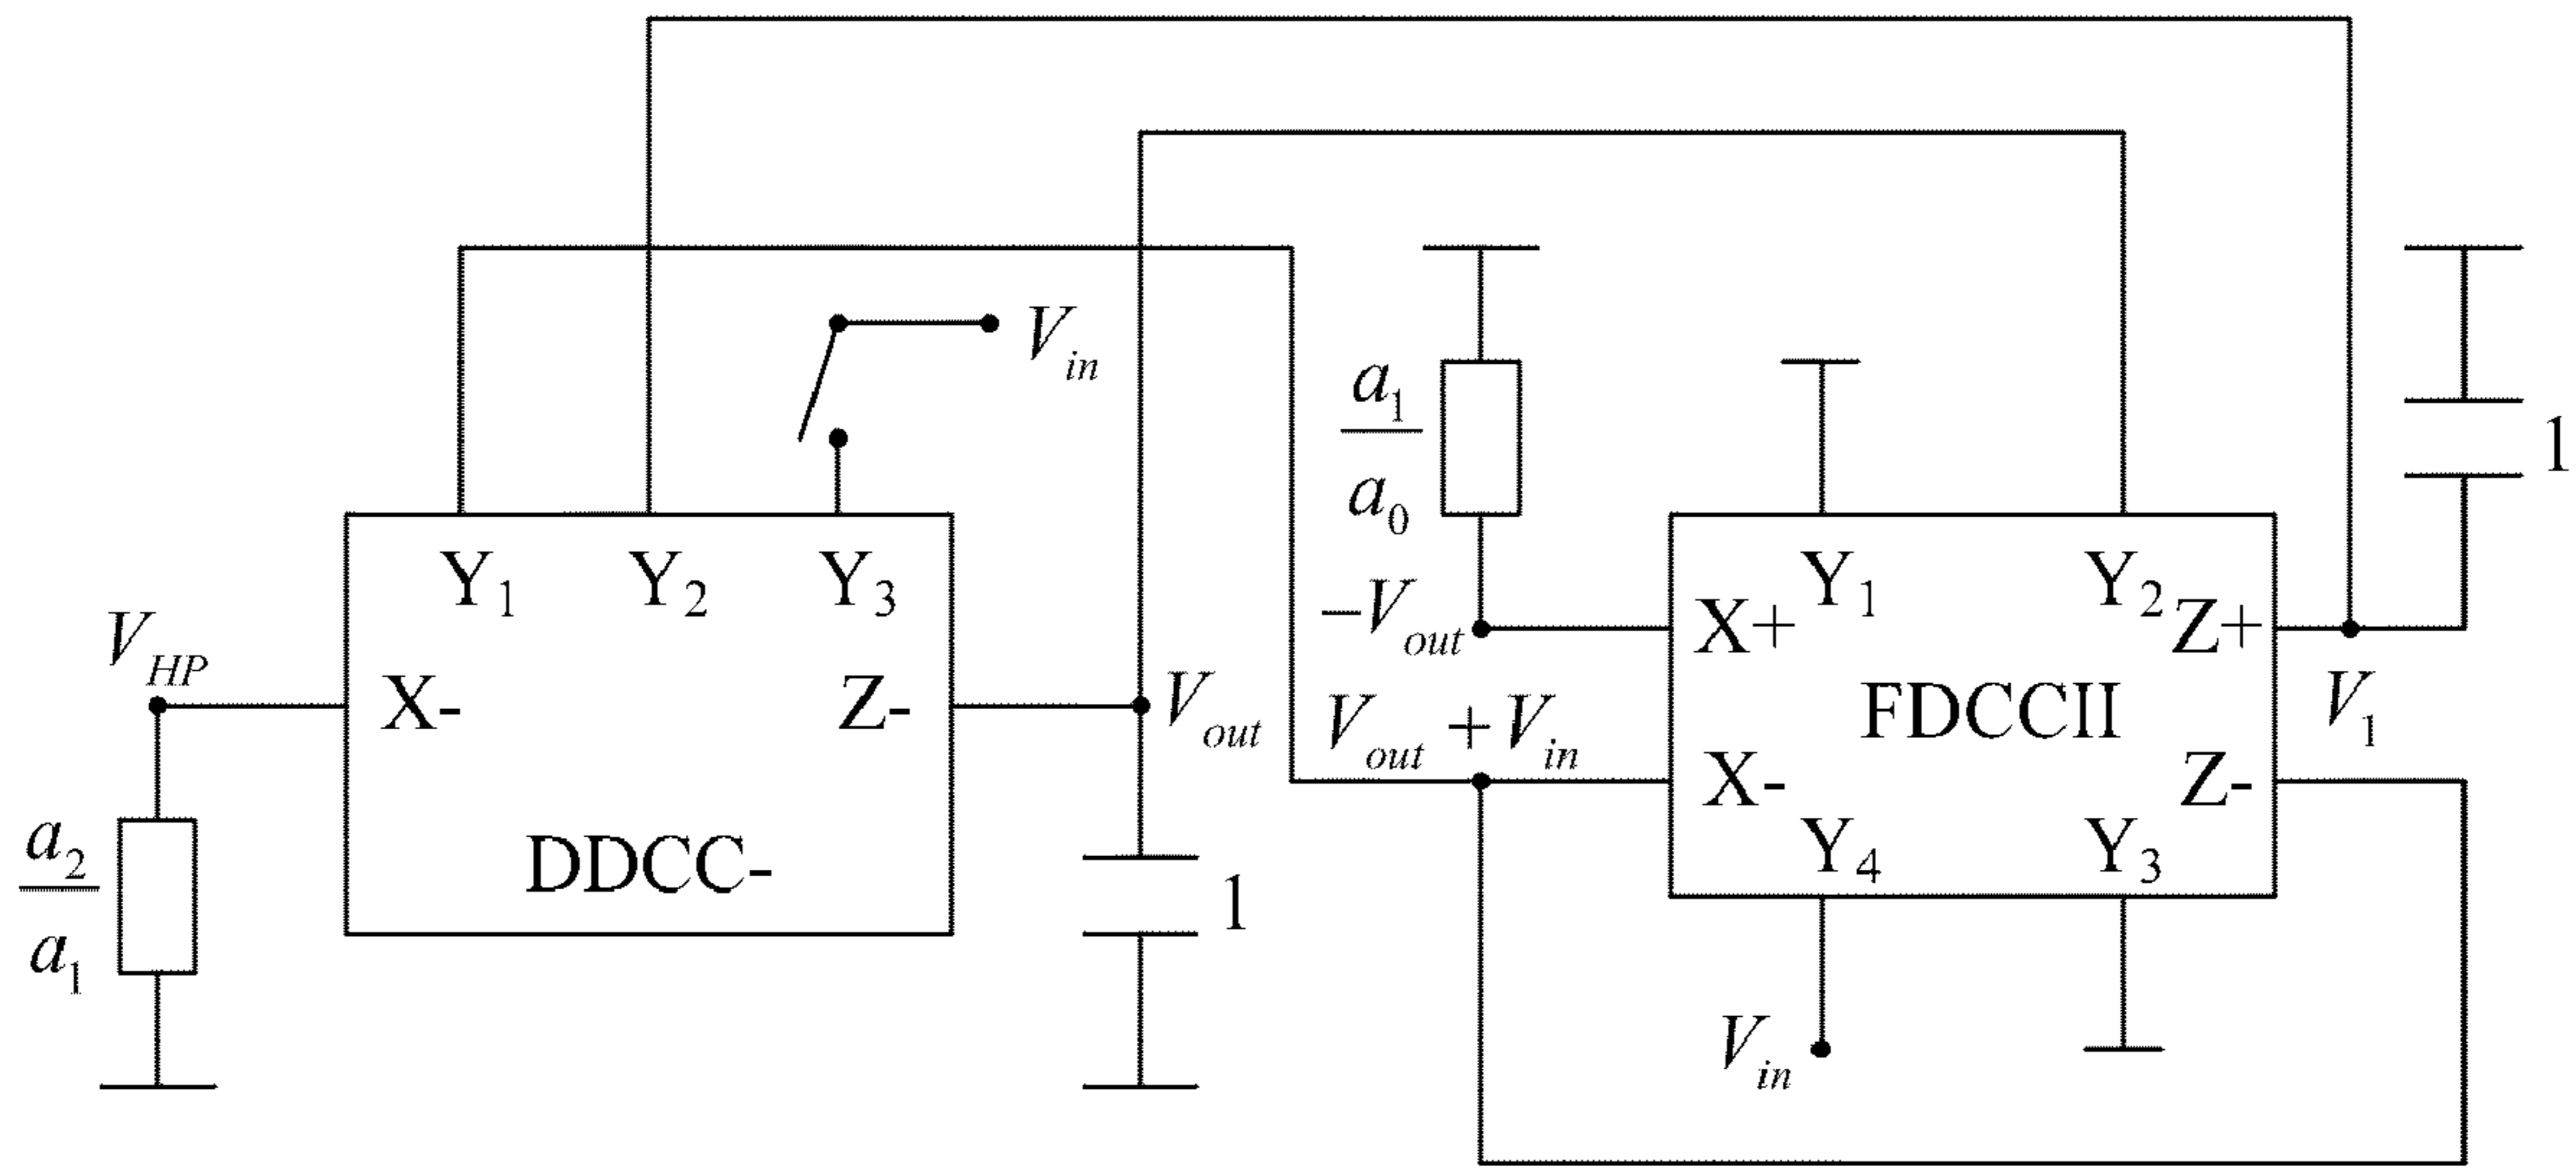 V_in
a_1
a_0
1
Y_1 Y_2 Y_3
Y_1 Y_2
V_HP
−V_out X+ Z+
X- Z- V_out
V_out + V_in FDCCII V_1
X- Z-
a_2
a_1
DDCC-
1
Y_4 Y_3
V_in